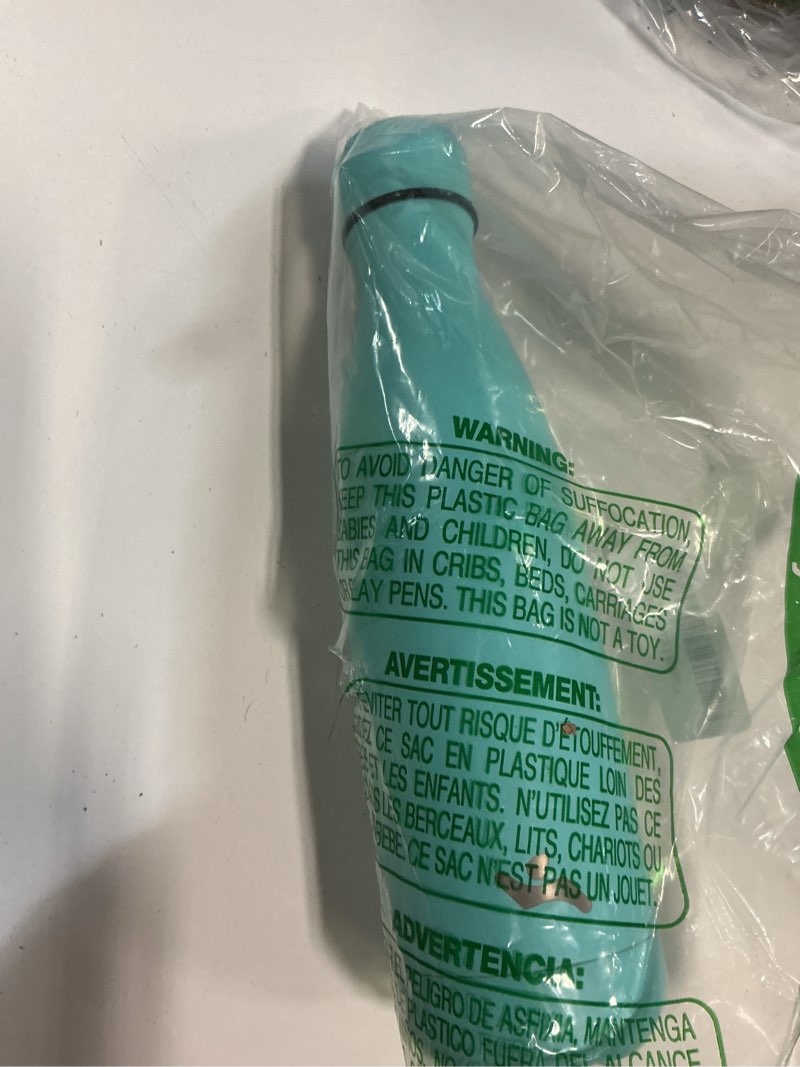 WARNING:
TO AVOID DANGER OF SUFFOCATION,
KEEP THIS PLASTIC BAG AWAY FROM
BABIES AND CHILDREN, DO NOT USE
THIS BAG IN CRIBS, BEDS, CARRIAGES
OR PLAY PENS. THIS BAG IS NOT A TOY.
AVERTISSEMENT:
ÉVITER TOUT RISQUE D'ÉTOUFFEMENT,
CE SAC EN PLASTIQUE LOIN DES
ET LES ENFANTS. N'UTILISEZ PAS CE
LES BERCEAUX, LITS, CHARIOTS OU
BÉBÉ. CE SAC N'EST PAS UN JOUET.
ADVERTENCIA:
PELIGRO DE ASFIXIA, MANTENGA
PLASTICO FUERA DEL ALCANCE